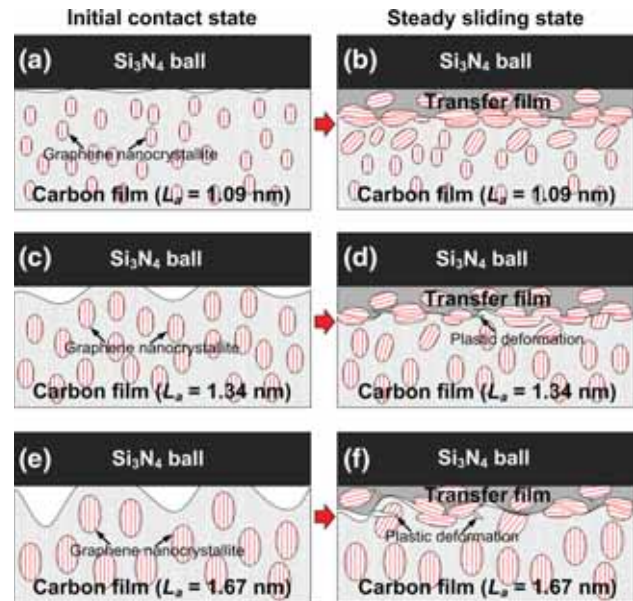 Initial contact state
Steady sliding state
(a)
Si₃N₄ ball
Graphene nanocrystallite
Carbon film (Lₐ = 1.09 nm)
(b)
Si₃N₄ ball
Transfer film
Carbon film (Lₐ = 1.09 nm)
(c)
Si₃N₄ ball
Graphene nanocrystallite
Carbon film (Lₐ = 1.34 nm)
(d)
Si₃N₄ ball
Transfer film
Plastic deformation
Carbon film (Lₐ = 1.34 nm)
(e)
Si₃N₄ ball
Graphene nanocrystallite
Carbon film (Lₐ = 1.67 nm)
(f)
Si₃N₄ ball
Transfer film
Plastic deformation
Carbon film (Lₐ = 1.67 nm)